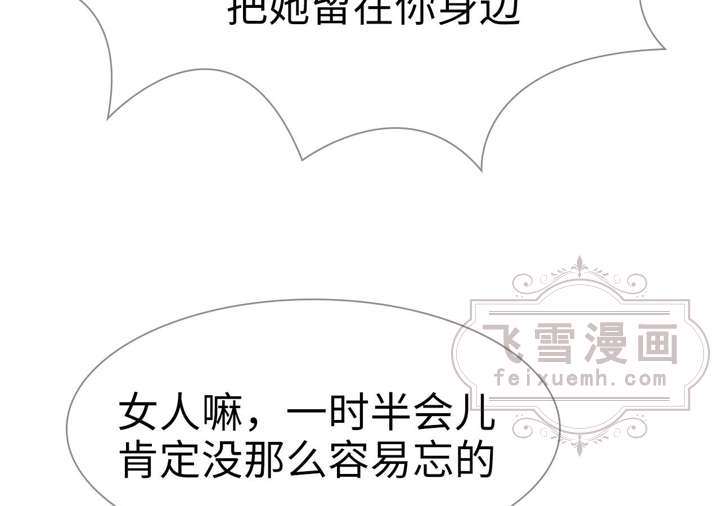 把她留在你身边
飞雪漫画
feixuemh.com
女人嘛，一时半会儿
肯定没那么容易忘的